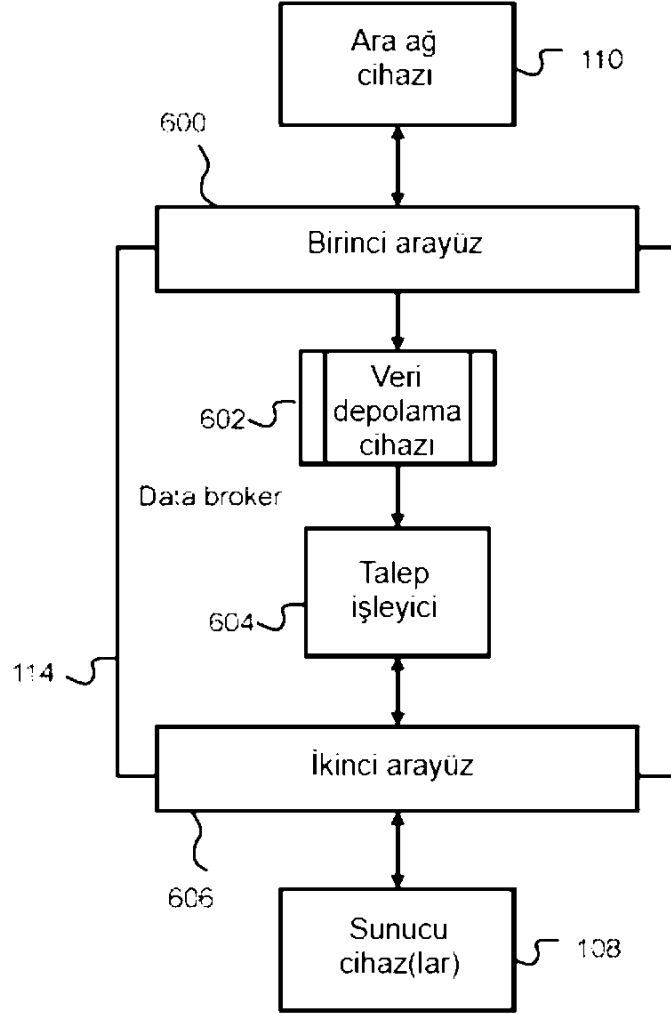 Ara ağ
cihazı
110
600
Birinci arayüz
Veri
depolama
cihazı
602
Data broker
Talep
işleyici
604
114
İkinci arayüz
606
Sunucu
cihaz(lar)
108